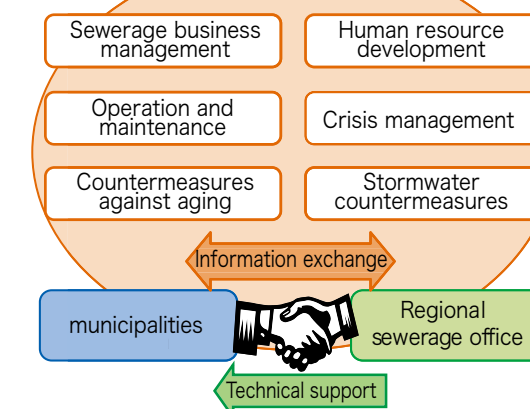 Sewerage business
management
Human resource
development
Operation and
maintenance
Crisis management
Countermeasures
against aging
Stormwater
countermeasures
Information exchange
municipalities
Regional
sewerage office
Technical support